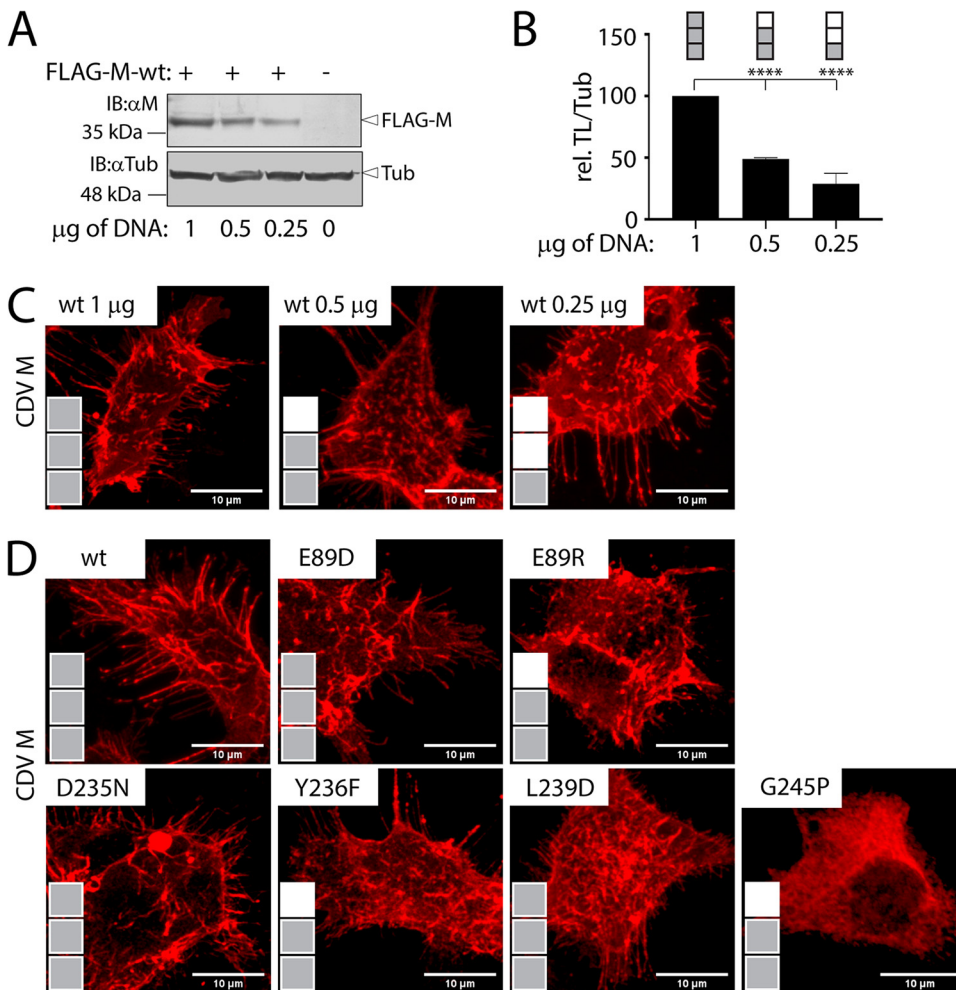 A
FLAG-M-wt: + + + -
IB:αM
35 kDa
FLAG-M
IB:αTub
48 kDa
Tub
µg of DNA: 1 0.5 0.25 0
B
150
100
50
0
rel. TL/Tub
**** ****
µg of DNA: 1 0.5 0.25
C
CDV M
wt 1 µg
wt 0.5 µg
wt 0.25 µg
10 µm
10 µm
10 µm
D
CDV M
wt
E89D
E89R
10 µm
10 µm
10 µm
D235N
Y236F
L239D
G245P
10 µm
10 µm
10 µm
10 µm